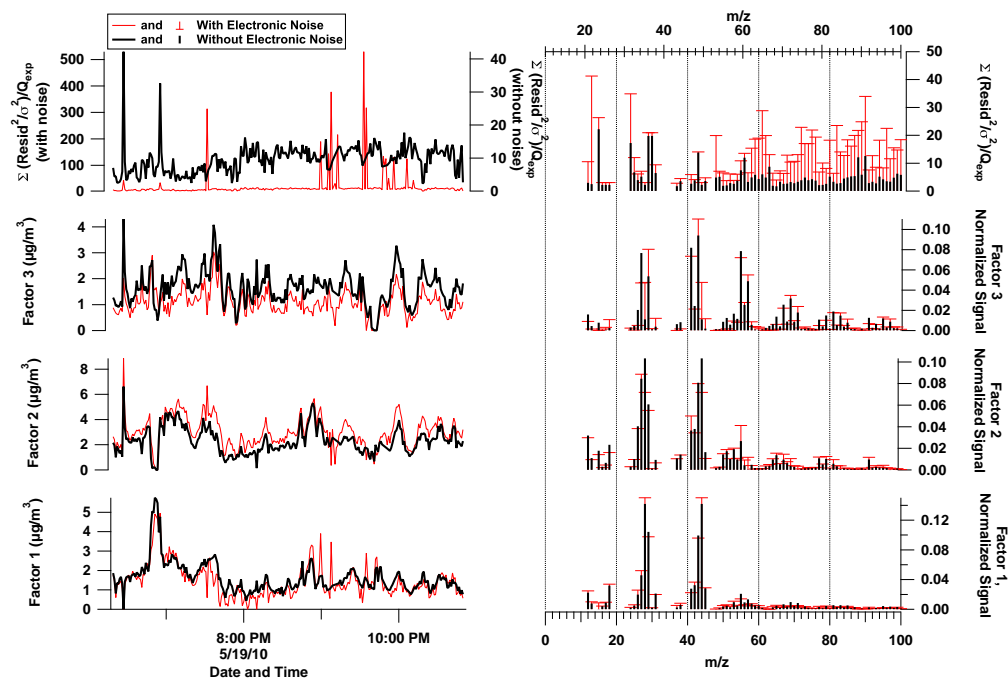 and With Electronic Noise
and Without Electronic Noise
500
400
300
200
100
0
Σ (Resid²/σ²)/Q_exp
(with noise)
40
30
20
10
0
Σ (Resid²/σ²)/Q_exp
(without noise)
4
3
2
1
0
Factor 3 (μg/m³)
8
6
4
2
0
Factor 2 (μg/m³)
5
4
3
2
1
0
Factor 1 (μg/m³)
8:00 PM
5/19/10
10:00 PM
Date and Time
m/z
0 20 40 60 80 100
50
40
30
20
10
0
Σ (Resid²/σ²)/Q_exp
0.10
0.08
0.06
0.04
0.02
0.00
Factor 3
Normalized Signal
0.10
0.08
0.06
0.04
0.02
0.00
Factor 2
Normalized Signal
0.12
0.08
0.04
0.00
Factor 1,
Normalized Signal
0 20 40 60 80 100
m/z